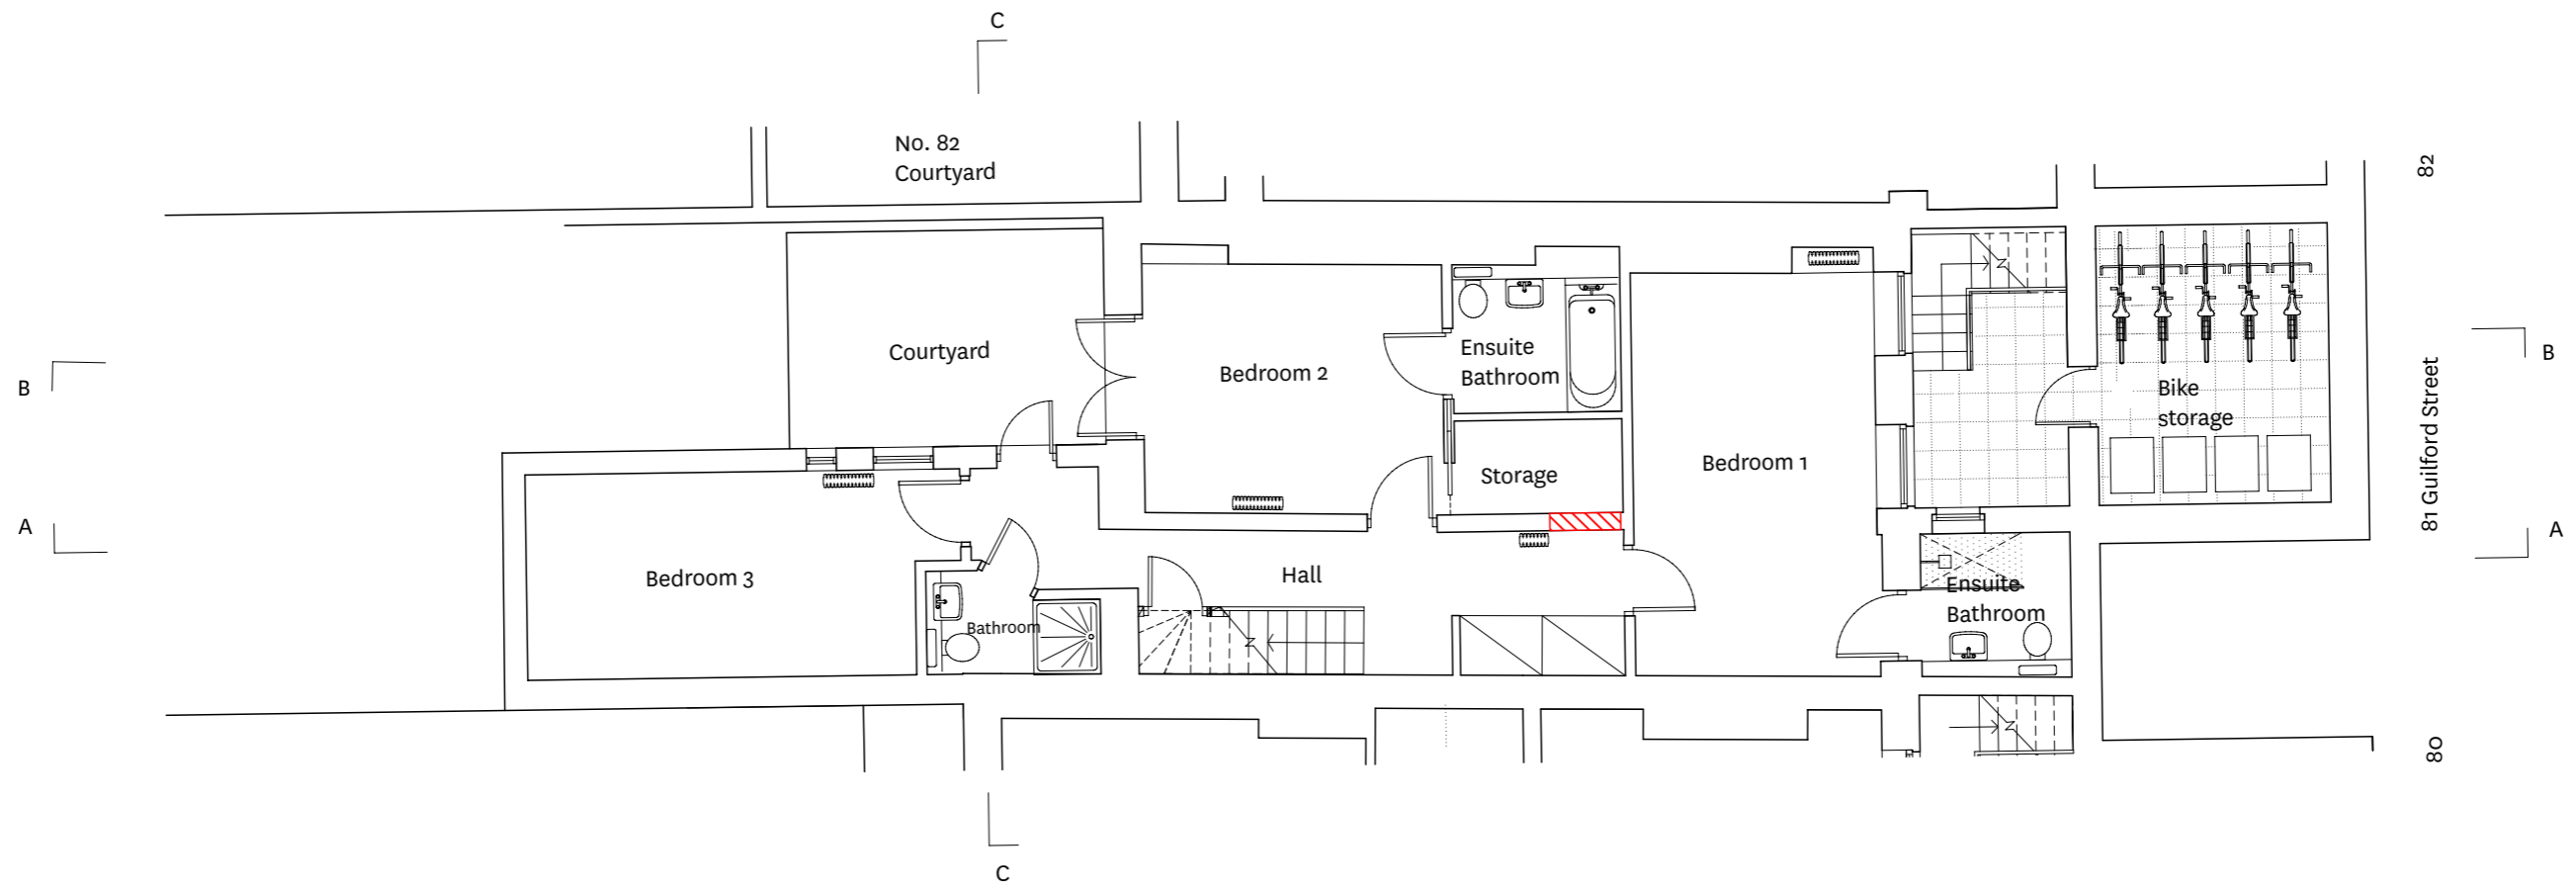 C
No. 82
Courtyard
82
Courtyard
Bedroom 2
Ensuite
Bathroom
Bike
storage
B
B
81 Guilford Street
Storage
Bedroom 1
A
A
Bedroom 3
Hall
Ensuite
Bathroom
Bathroom
80
C